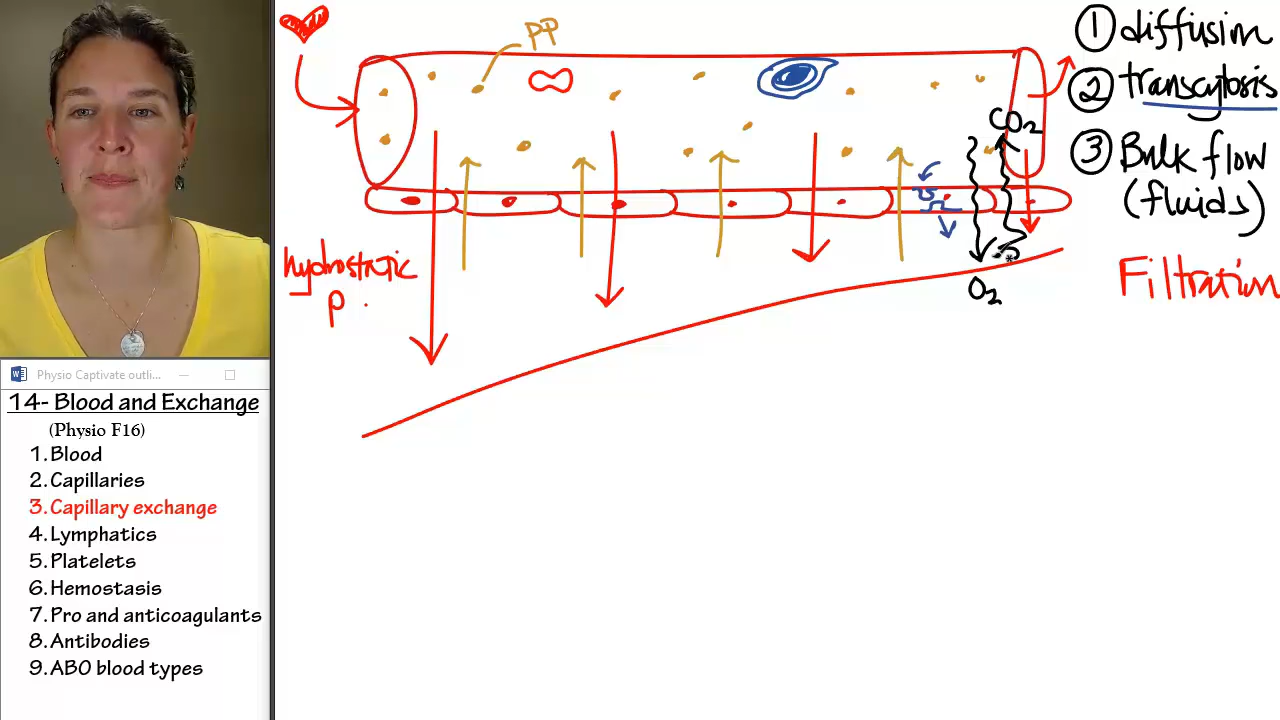 PP
① diffusion
② transcytosis
CO2
③ Bulk flow
(fluids)
hydrostatic
P.
O2
Filtration
Physio Captivate outli...
14- Blood and Exchange
(Physio F16)
1. Blood
2. Capillaries
3. Capillary exchange
4. Lymphatics
5. Platelets
6. Hemostasis
7. Pro and anticoagulants
8. Antibodies
9. ABO blood types